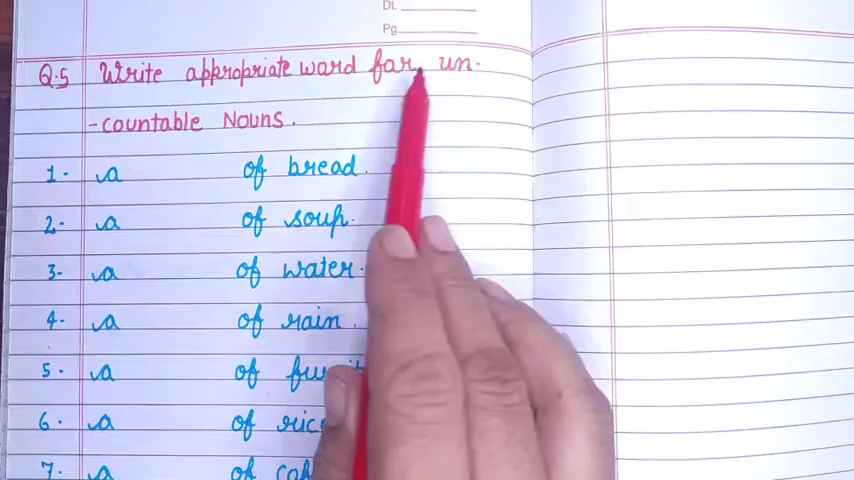 Dt.
Pg
Q.5 Write appropriate word for un-
-countable Nouns.
1. a of bread.
2. a of soup.
3. a of water.
4. a of rain.
5. a of
6. a of
7. a of